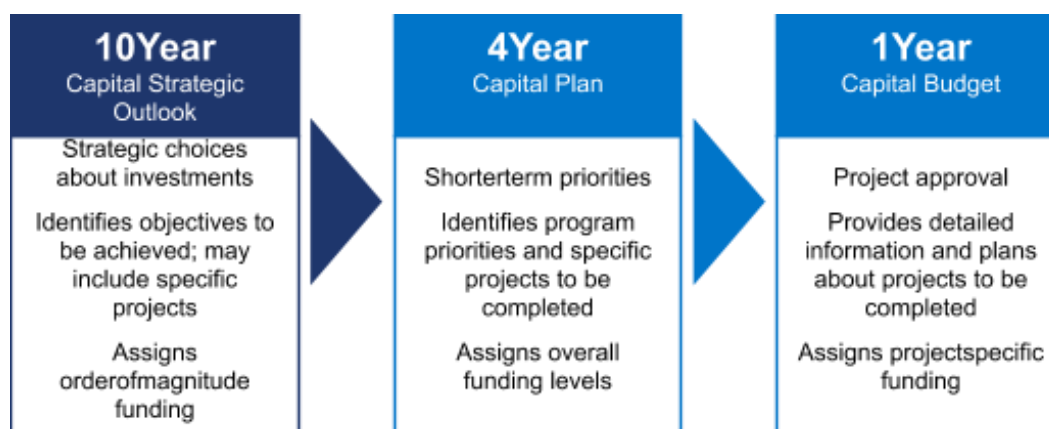 10Year
Capital Strategic
Outlook
Strategic choices
about investments
Identifies objectives to
be achieved; may
include specific
projects
Assigns
orderofmagnitude
funding
4Year
Capital Plan
Shorterterm priorities
Identifies program
priorities and specific
projects to be
completed
Assigns overall
funding levels
1Year
Capital Budget
Project approval
Provides detailed
information and plans
about projects to be
completed
Assigns projectspecific
funding